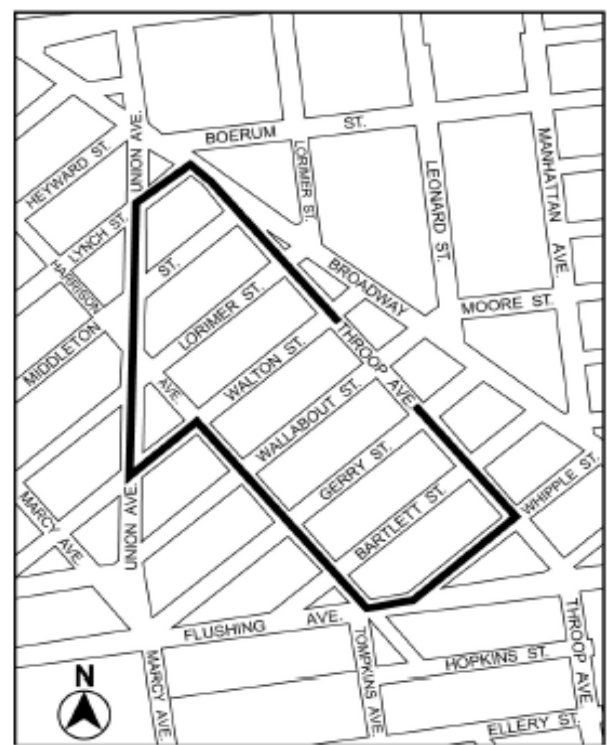 BOERUM ST.
UNION AVE.
LORIMER ST.
LEONARD ST.
MANHATTAN AVE.
HEYWARD ST.
LYNCH ST.
HARRISON AVE.
MIDDLETON ST.
BROADWAY
MOORE ST.
LORIMER ST.
THROOP AVE.
WALTON ST.
WALLABOUT ST.
GERRY ST.
BARTLETT ST.
WHIPPLE ST.
MARCY AVE.
UNION AVE.
FLUSHING AVE.
MARCY AVE.
TOMPKINS AVE.
HOPKINS ST.
THROOP AVE.
ELLERY ST.
N